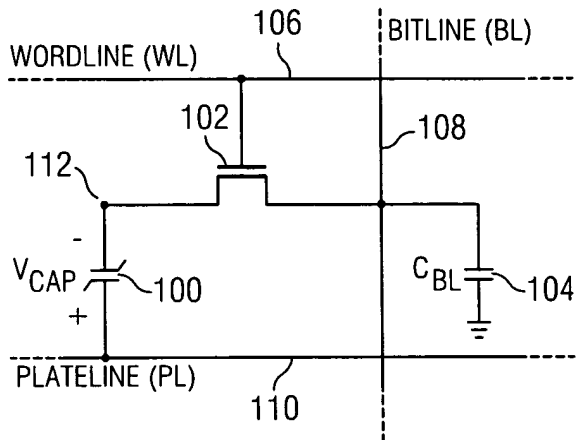 BITLINE (BL)
WORDLINE (WL)
106
102
108
112
-
V_CAP
100
+
C_BL
104
PLATELINE (PL)
110